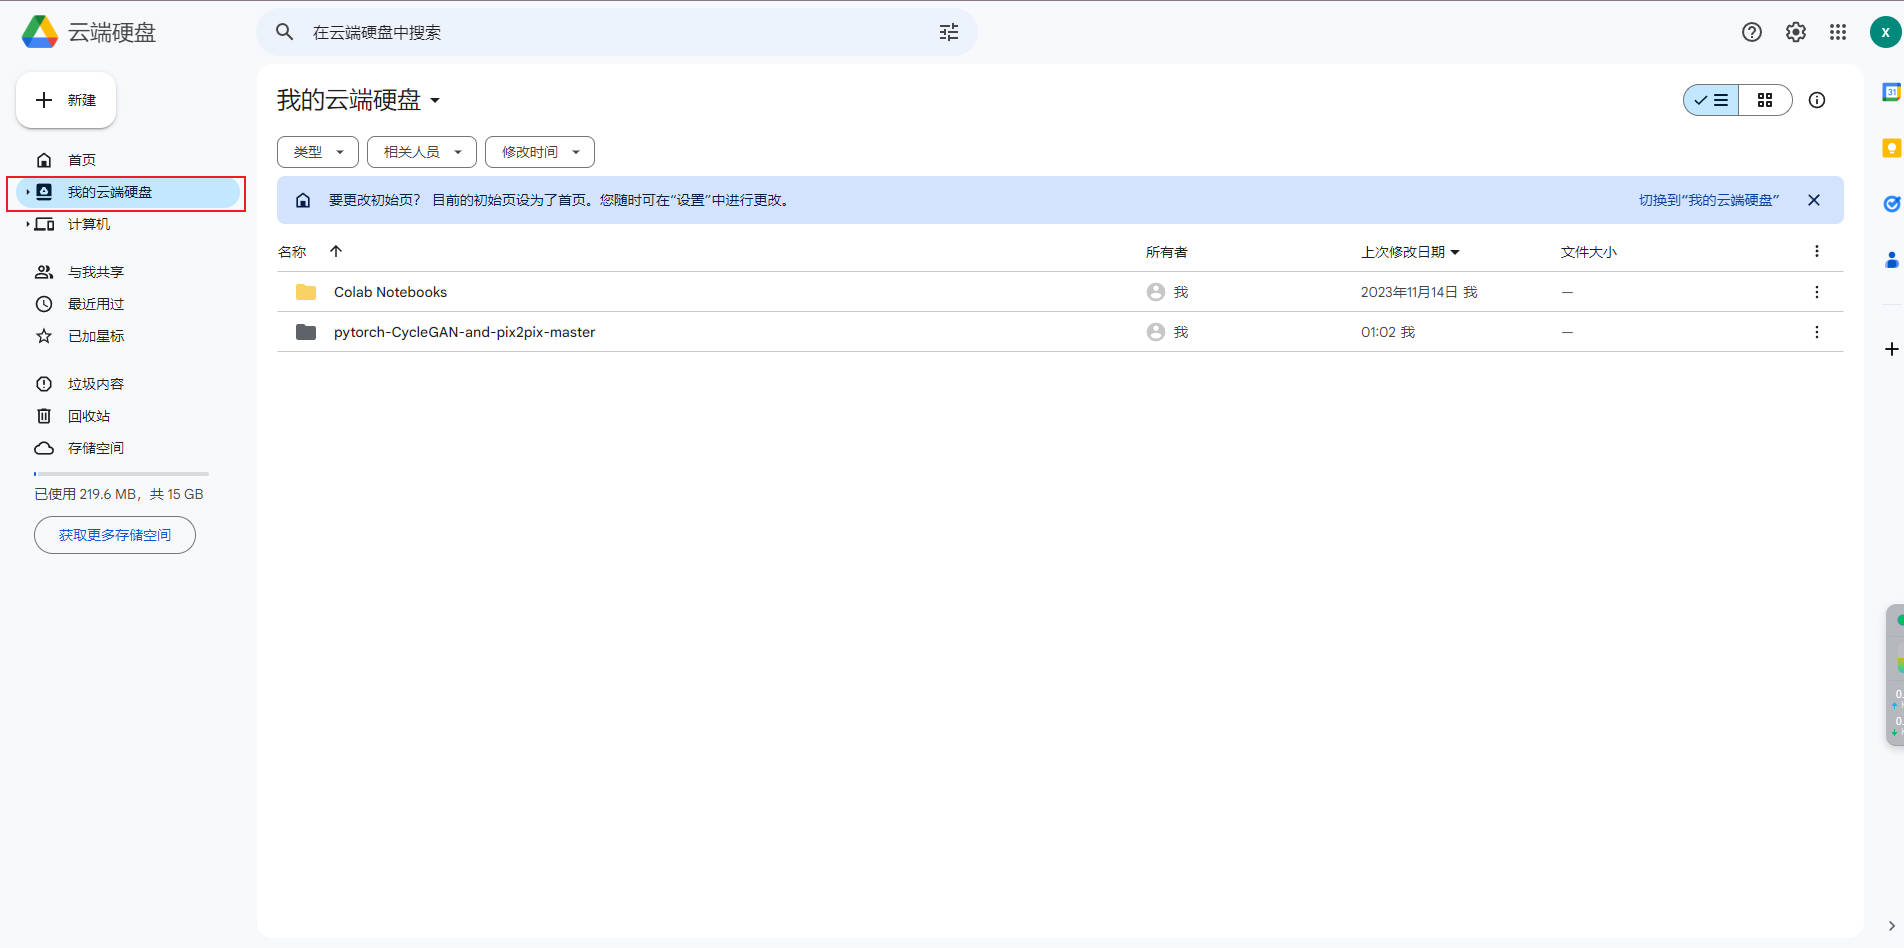 云端硬盘
在云端硬盘中搜索
X
新建
首页
我的云端硬盘
计算机
与我共享
最近用过
已加星标
垃圾内容
回收站
存储空间
已使用 219.6 MB，共 15 GB
获取更多存储空间
我的云端硬盘
类型
相关人员
修改时间
要更改初始页？ 目前的初始页设为了首页。您随时可在“设置”中进行更改。
切换到“我的云端硬盘”
名称 所有者 上次修改日期 文件大小
Colab Notebooks 我 2023年11月14日 我 —
pytorch-CycleGAN-and-pix2pix-master 我 01:02 我 —
31
0.
0.